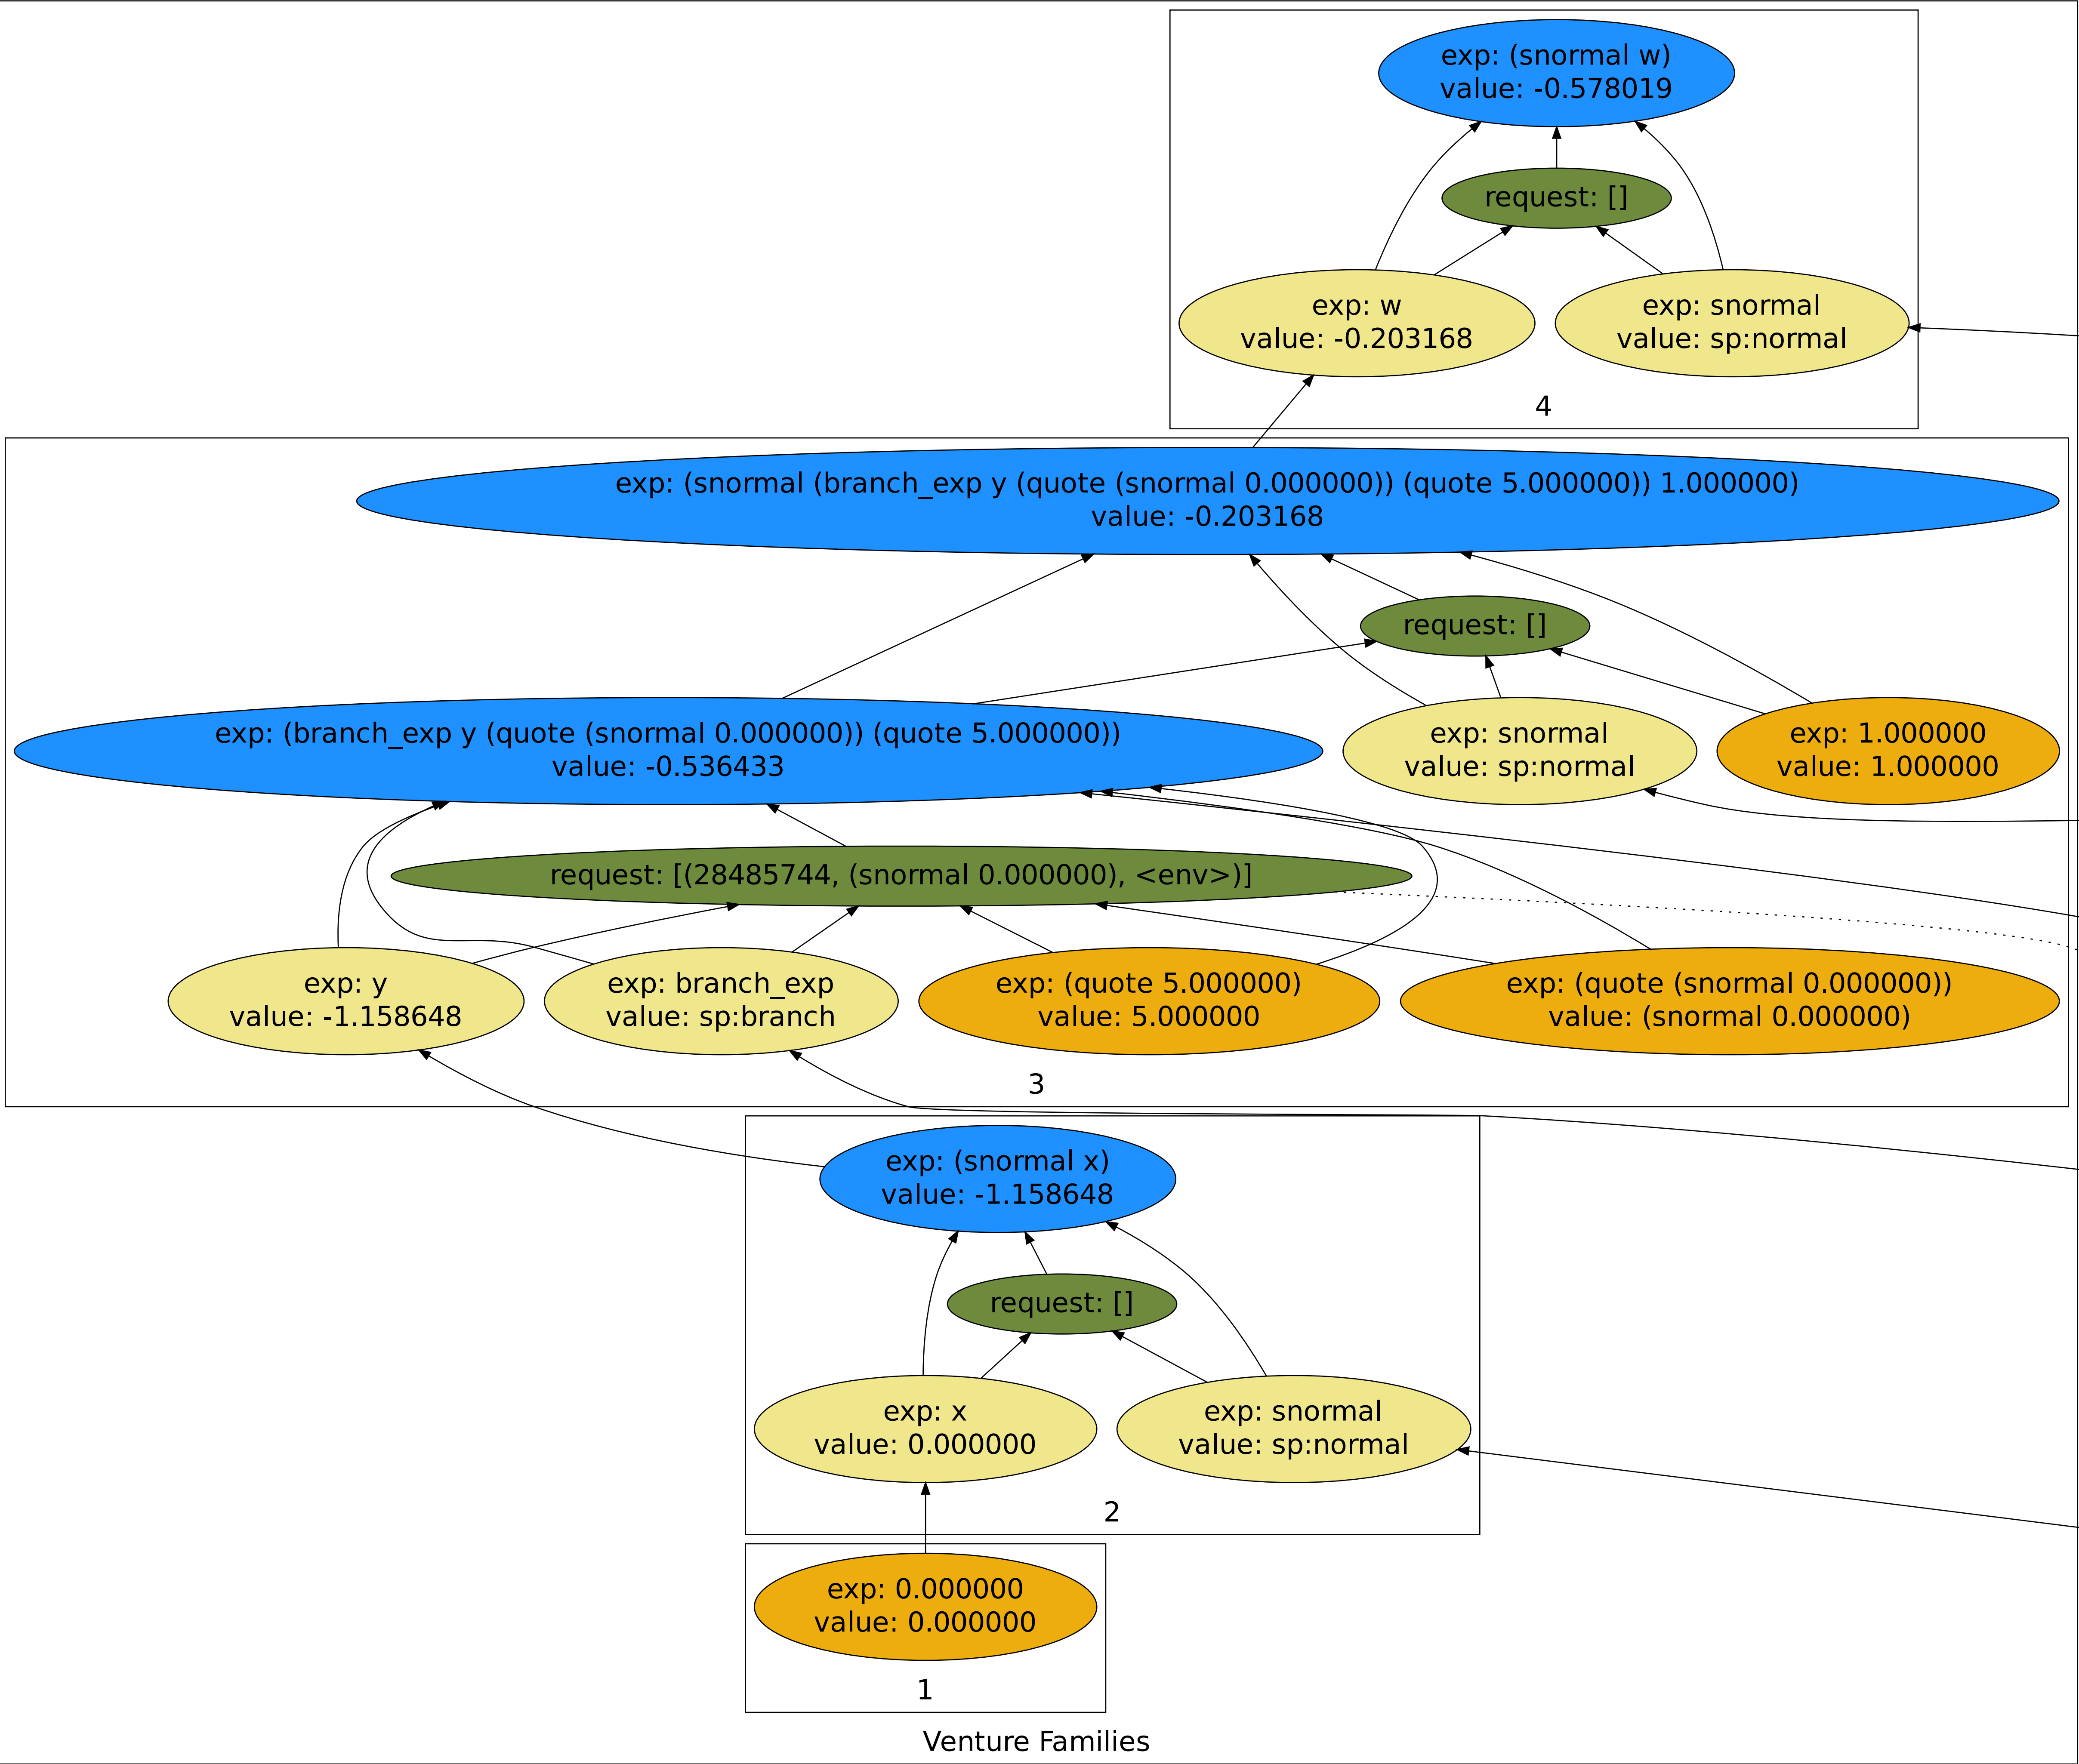 exp: (snormal w)
value: -0.578019
request: []
exp: w
value: -0.203168
exp: snormal
value: sp:normal
4
exp: (snormal (branch_exp y (quote (snormal 0.000000)) (quote 5.000000)) 1.000000)
value: -0.203168
request: []
exp: (branch_exp y (quote (snormal 0.000000)) (quote 5.000000))
value: -0.536433
exp: snormal
value: sp:normal
exp: 1.000000
value: 1.000000
request: [(28485744, (snormal 0.000000), <env>)]
exp: y
value: -1.158648
exp: branch_exp
value: sp:branch
exp: (quote 5.000000)
value: 5.000000
exp: (quote (snormal 0.000000))
value: (snormal 0.000000)
3
exp: (snormal x)
value: -1.158648
request: []
exp: x
value: 0.000000
exp: snormal
value: sp:normal
2
exp: 0.000000
value: 0.000000
1
Venture Families